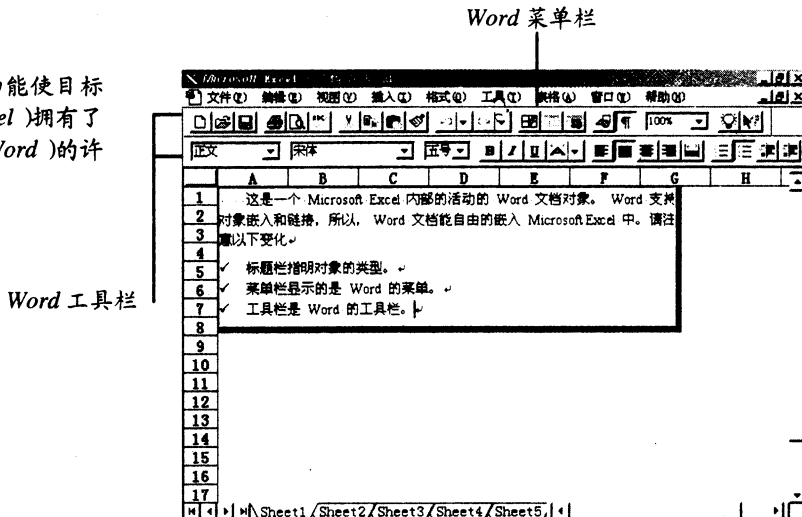 Word 菜单栏
能使目标
el )拥有了
Word )的许
Word 工具栏
Microsoft Excel
文件(F) 编辑(E) 视图(V) 插入(I) 格式(O) 工具(T) 表格(A) 窗口(W) 帮助(H)
100%
正文 宋体 五号 B I U A
A B C D E F G H
1 这是一个 Microsoft Excel 内部的活动的 Word 文档对象。 Word 支持
2 对象嵌入和链接，所以， Word 文档能自由的嵌入 Microsoft Excel 中。请注
3 意以下变化
4
5 ✓ 标题栏指明对象的类型。
6 ✓ 菜单栏显示的是 Word 的菜单。
7 ✓ 工具栏是 Word 的工具栏。
8
9
10
11
12
13
14
15
16
17
Sheet1 Sheet2 Sheet3 Sheet4 Sheet5